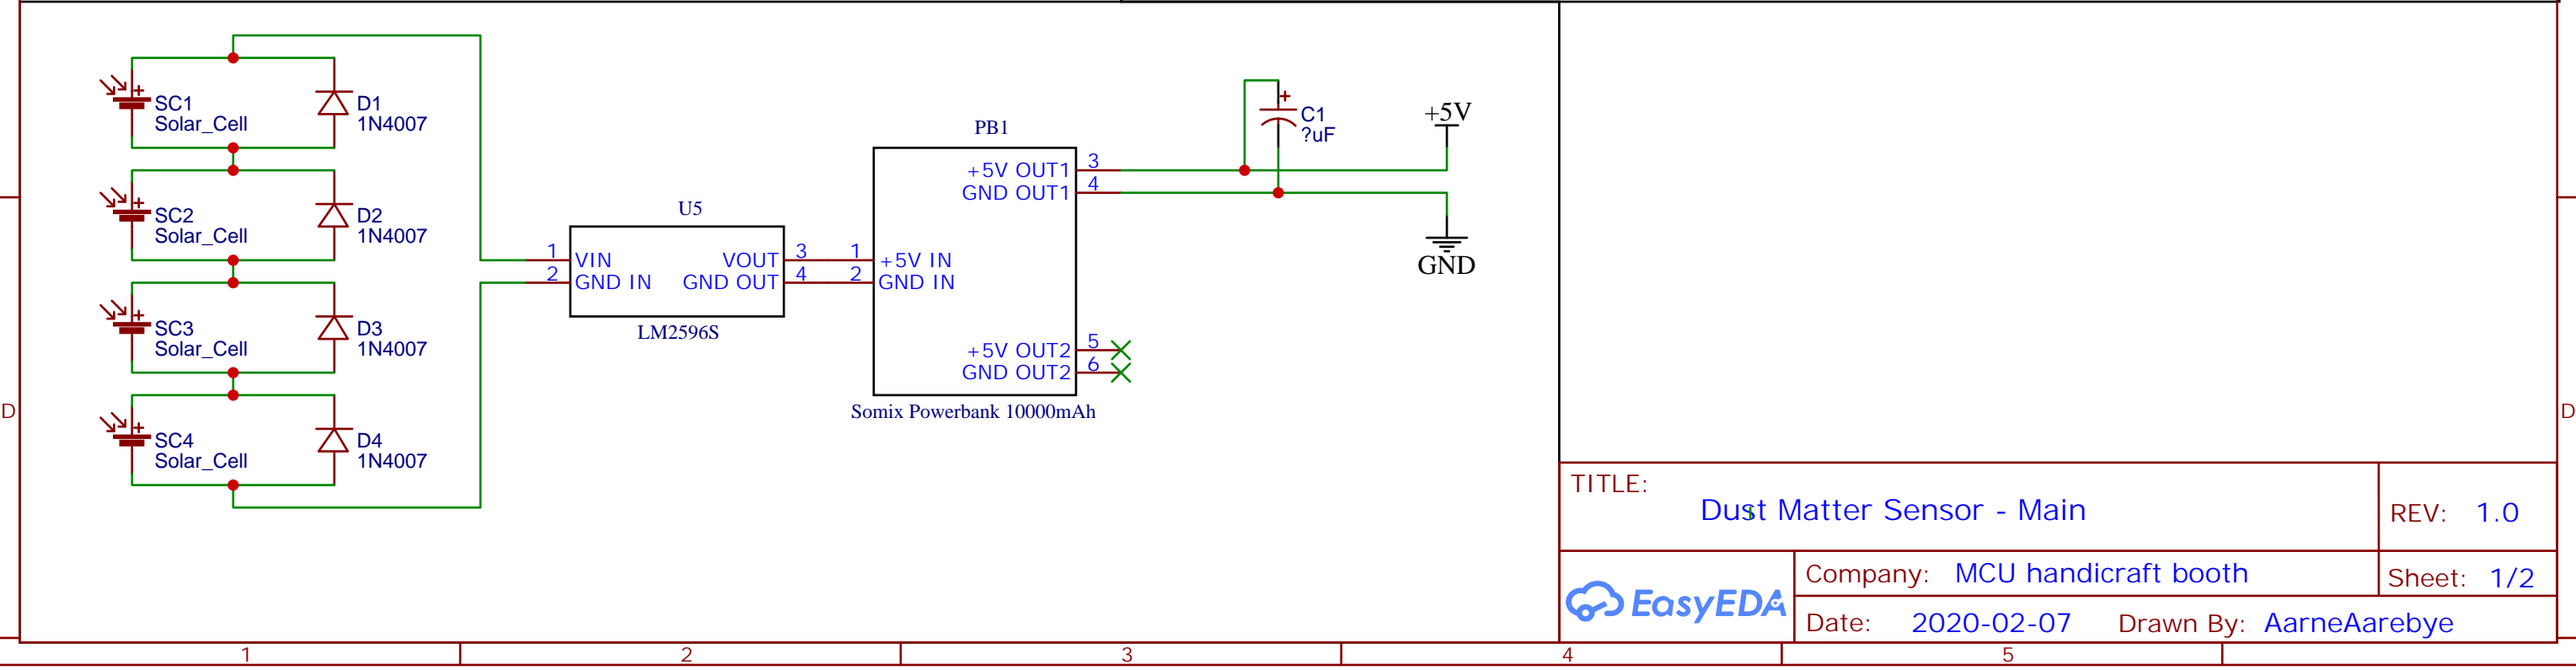 SC1
Solar_Cell
D1
1N4007
SC2
Solar_Cell
D2
1N4007
SC3
Solar_Cell
D3
1N4007
SC4
Solar_Cell
D4
1N4007
U5
1 VIN VOUT 3
2 GND IN GND OUT 4
LM2596S
PB1
+5V OUT1 3
GND OUT1 4
1 +5V IN
2 GND IN
+5V OUT2 5
GND OUT2 6
Somix Powerbank 10000mAh
+
C1
?uF
+5V
GND
D
D
TITLE:
Dust Matter Sensor - Main
REV: 1.0
EasyEDA
Company: MCU handicraft booth
Sheet: 1/2
Date: 2020-02-07 Drawn By: AarneAarebye
1 2 3 4 5